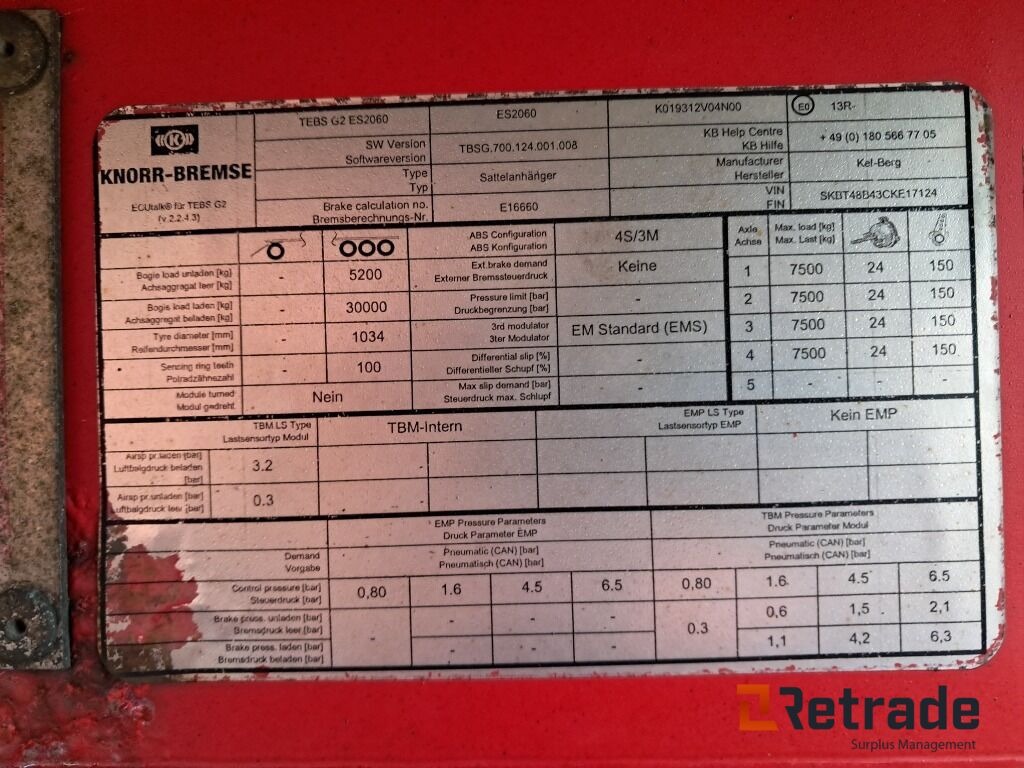 KNORR-BREMSE
ECUtalk® für TEBS G2
(v.2.2.4.3)
TEBS G2 ES2060 ES2060 K019312V04N00 E0 13R-
SW Version TBSG.700.124.001.008 KB Help Centre + 49 (0) 180 566 77 05
Softwareversion KB Hilfe
Type Sattelanhänger Manufacturer Kel-Berg
Typ Hersteller
Brake calculation no. E16660 VIN SKBT48B43CKE17124
Bremsberechnungs-Nr. FIN
Bogie load unladen [kg] - 5200
Achsaggregat leer [kg]
Bogie load laden [kg] - 30000
Achsaggregat beladen [kg]
Tyre diameter [mm] - 1034
Reifendurchmesser [mm]
Sensing ring teeth - 100
Polradzähnezahl
Module turned Nein
Modul gedreht
ABS Configuration 4S/3M
ABS Konfiguration
Ext.brake demand Keine
Externer Bremssteuerdruck
Pressure limit [bar] -
Druckbegrenzung [bar]
3rd modulator EM Standard (EMS)
3ter Modulator
Differential slip [%] -
Differentieller Schupf [%]
Max slip demand [bar] -
Steuerdruck max. Schlupf
Axle Max. load [kg]
Achse Max. Last [kg]
1 7500 24 150
2 7500 24 150
3 7500 24 150
4 7500 24 150
5 - - -
TBM LS Type TBM-Intern EMP LS Type Kein EMP
Lastsensortyp Modul Lastsensortyp EMP
Airsp pr.laden [bar] 3.2
Luftbalgdruck beladen
[bar]
Airsp pr.unladen [bar] 0.3
Luftbalgdruck leer [bar]
EMP Pressure Parameters TBM Pressure Parameters
Druck Parameter EMP Druck Parameter Modul
Demand Pneumatic (CAN) [bar] Pneumatic (CAN) [bar]
Vorgabe Pneumatisch (CAN) [bar] Pneumatisch (CAN) [bar]
Control pressure [bar] 0,80 1.6 4.5 6.5 0,80 1.6 4.5 6.5
Steuerdruck [bar]
Brake press. unladen [bar] - - - - 0.3 0,6 1,5 2,1
Bremsdruck leer [bar]
Brake press. laden [bar] - - - 1,1 4,2 6,3
Bremsdruck beladen [bar]
Retrade
Surplus Management